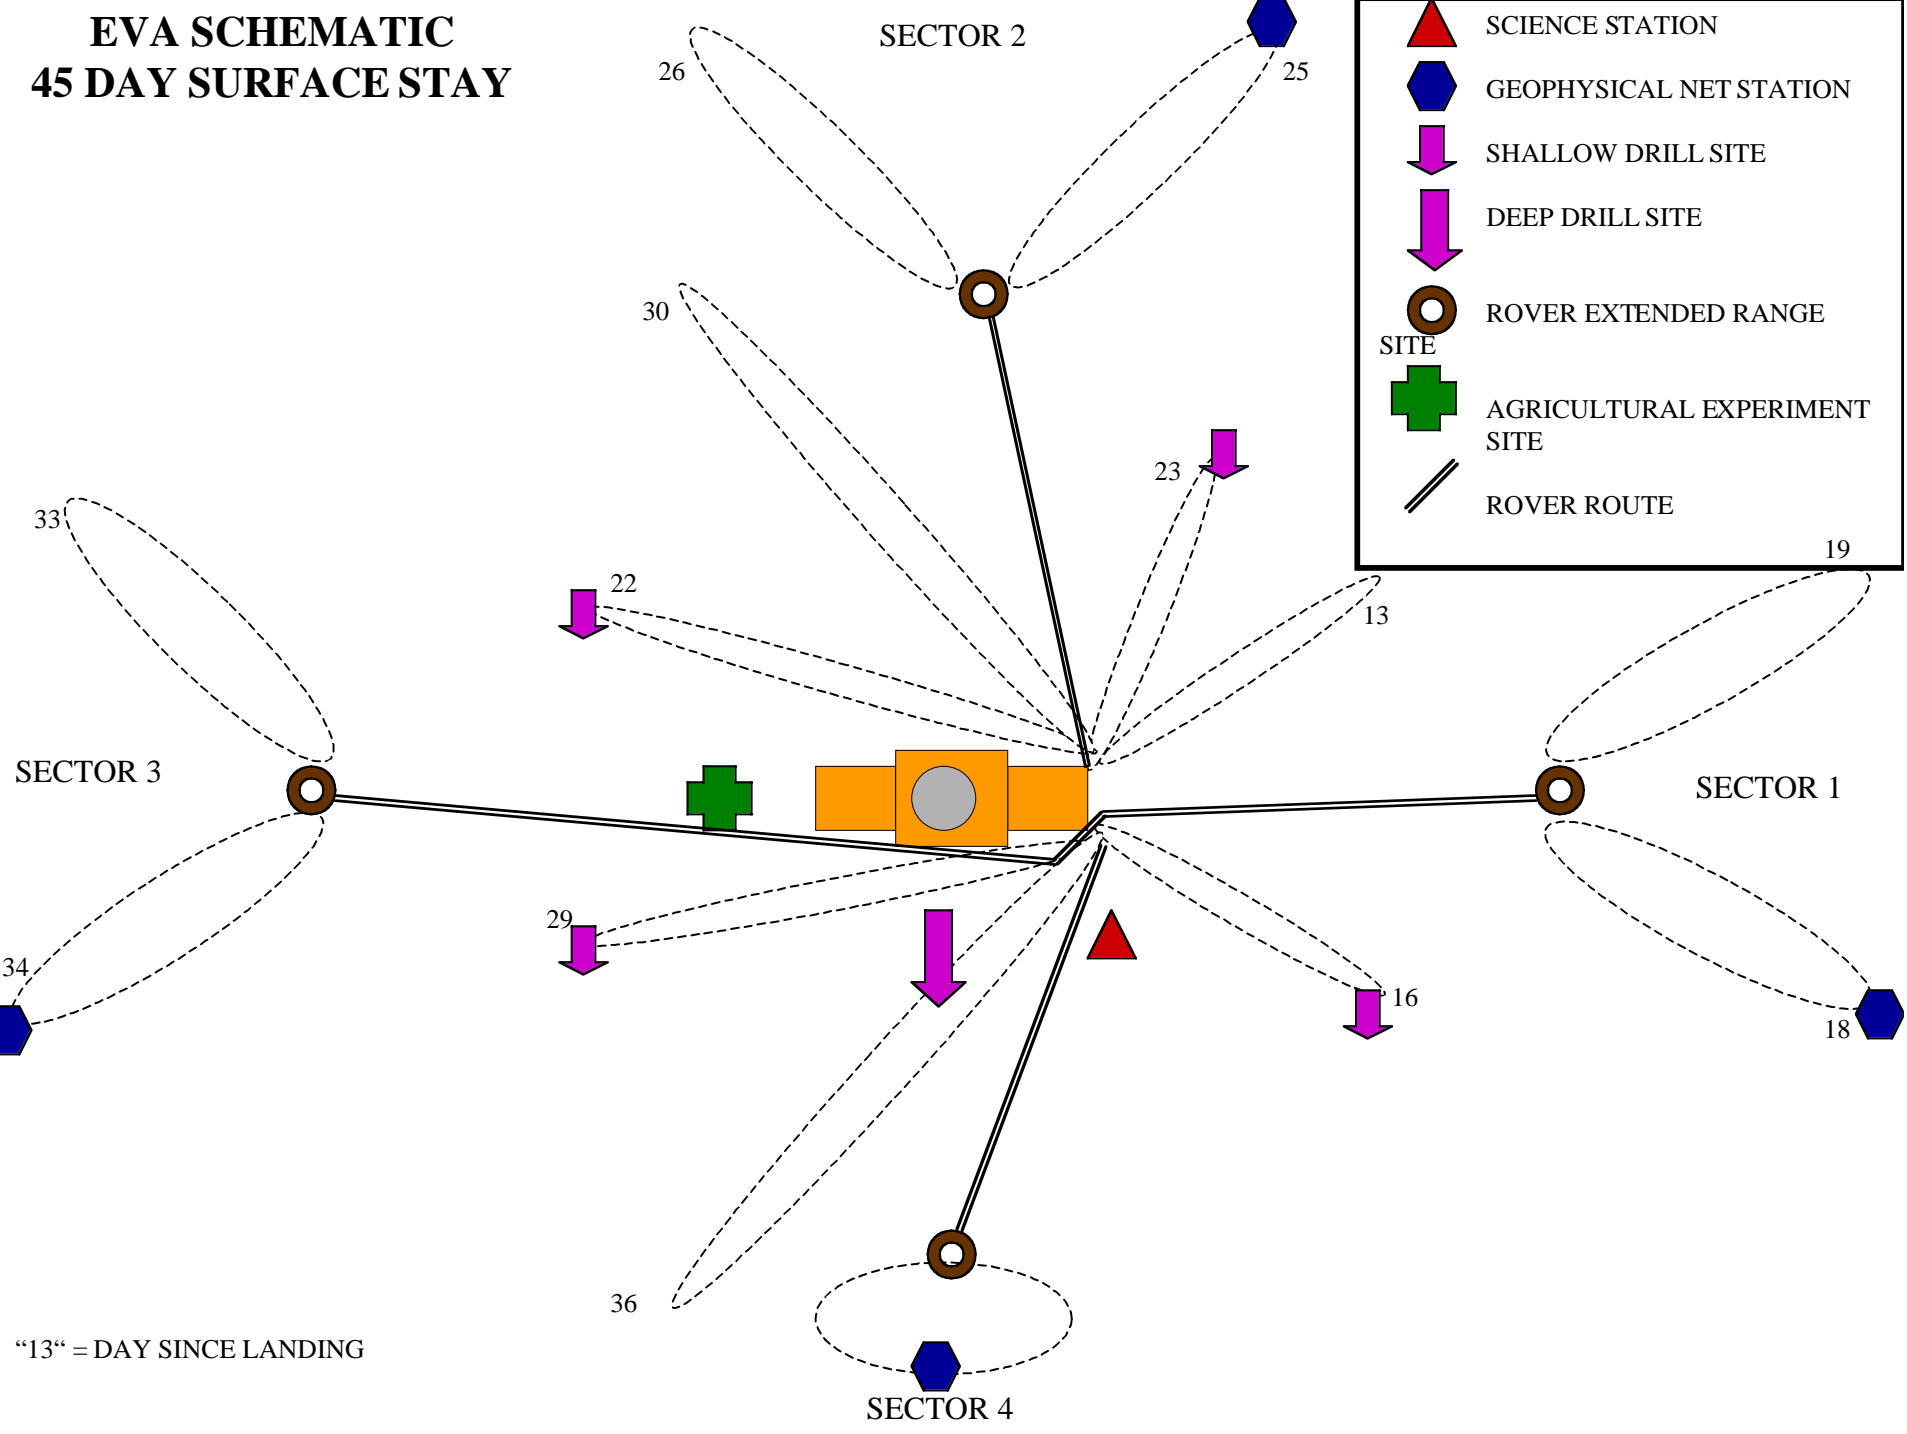 EVA SCHEMATIC
45 DAY SURFACE STAY
SECTOR 2
26
25
SCIENCE STATION
GEOPHYSICAL NET STATION
SHALLOW DRILL SITE
DEEP DRILL SITE
ROVER EXTENDED RANGE
SITE
AGRICULTURAL EXPERIMENT
SITE
ROVER ROUTE
30
23
33
19
22
13
SECTOR 3
SECTOR 1
29
34
16
18
36
“13“ = DAY SINCE LANDING
SECTOR 4